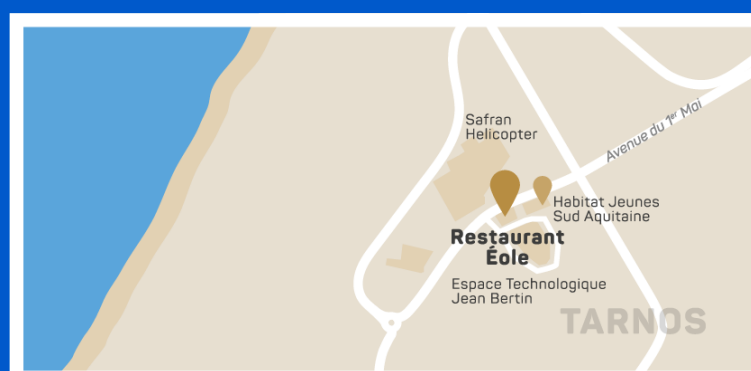 Safran
Helicopter
Avenue du 1er Mai
Habitat Jeunes
Sud Aquitaine
Restaurant
Éole
Espace Technologique
Jean Bertin
TARNOS